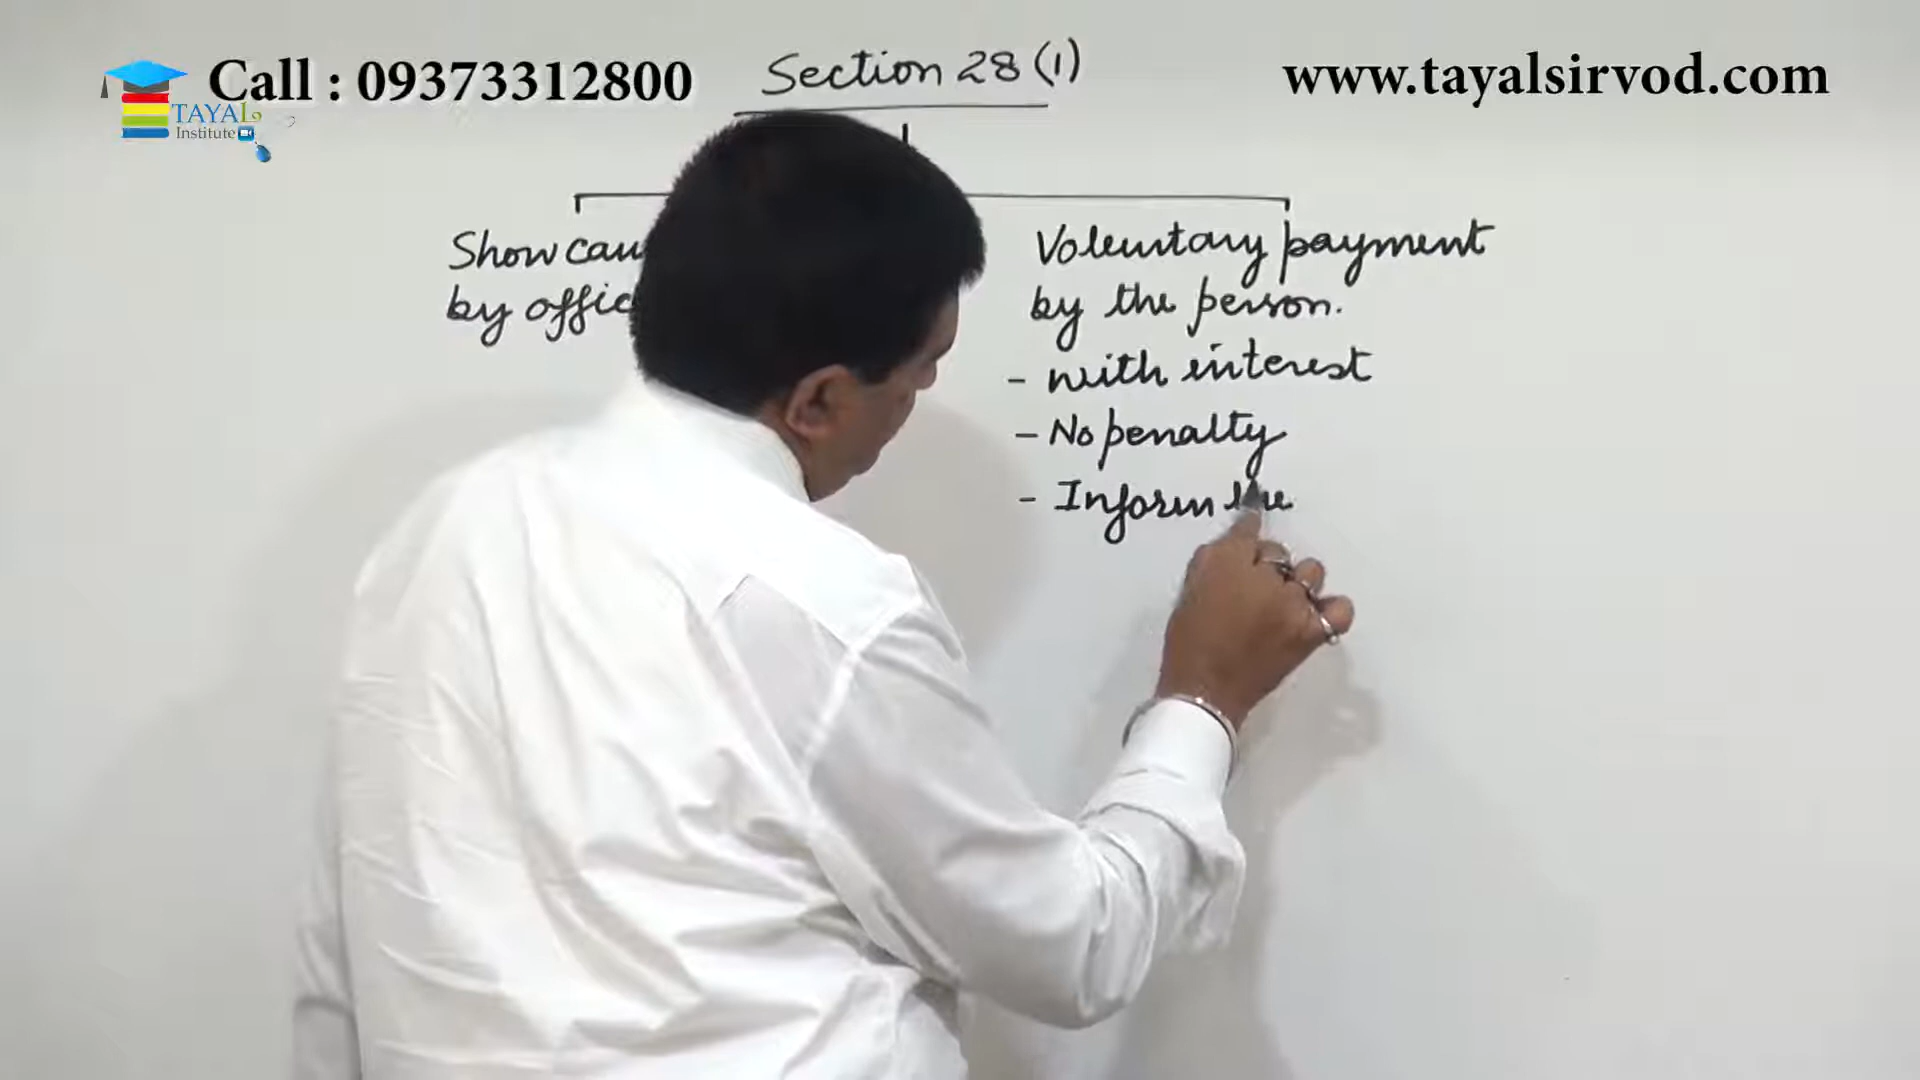 Call : 09373312800
TAYAL
Institute
www.tayalsirvod.com
Section 28 (1)
Show cau
by offic
Voluntary payment
by the person.
- with interest
- No penalty
- Inform the